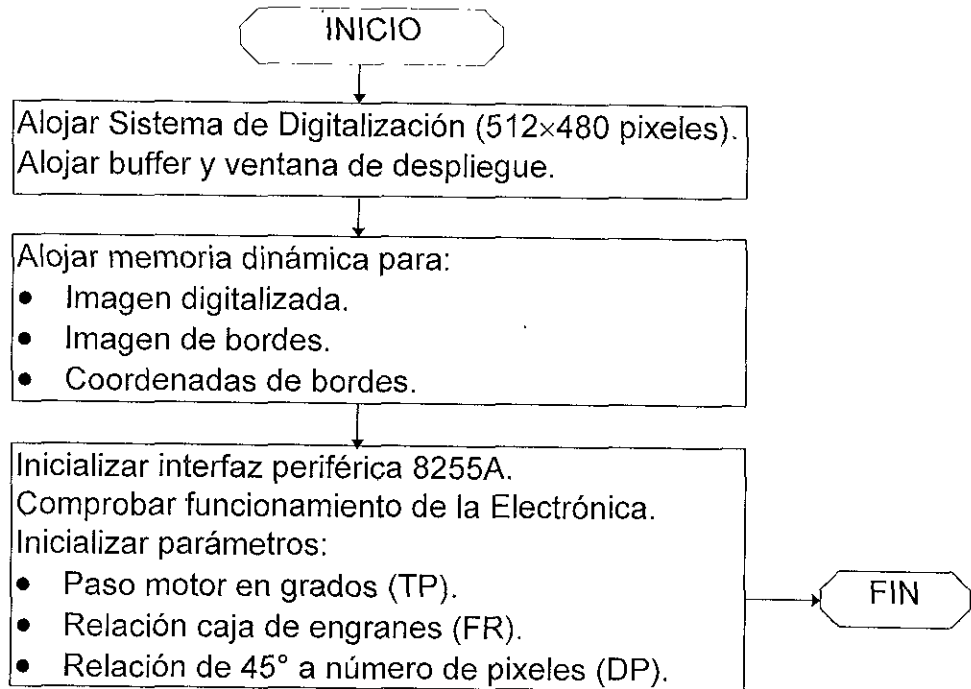 INICIO
Alojar Sistema de Digitalización (512×480 pixeles).
Alojar buffer y ventana de despliegue.
Alojar memoria dinámica para:
• Imagen digitalizada.
• Imagen de bordes.
• Coordenadas de bordes.
Inicializar interfaz periférica 8255A.
Comprobar funcionamiento de la Electrónica.
Inicializar parámetros:
• Paso motor en grados (TP).
• Relación caja de engranes (FR).
• Relación de 45° a número de pixeles (DP).
FIN